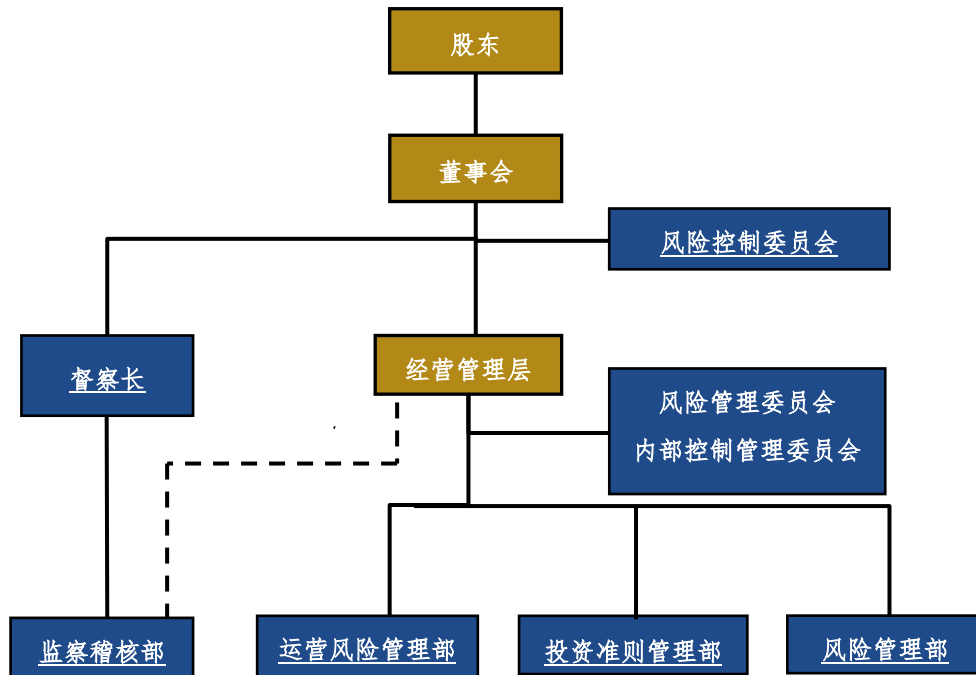 股东
董事会
风险控制委员会
督察长
经营管理层
风险管理委员会
内部控制管理委员会
监察稽核部
运营风险管理部
投资准则管理部
风险管理部